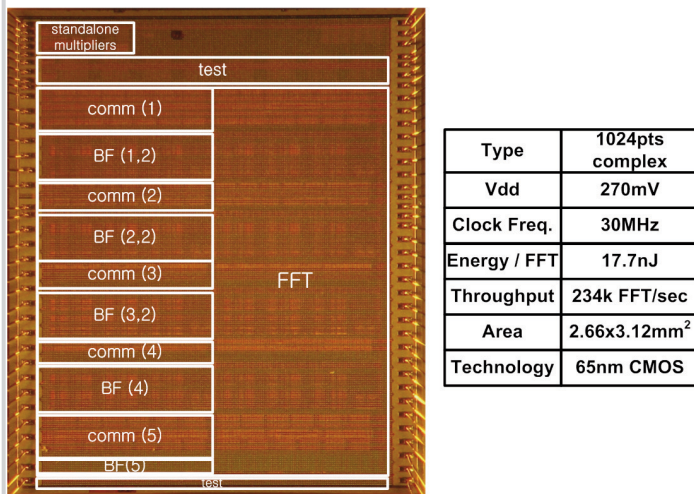 standalone
multipliers
test
comm (1)
BF (1,2)
comm (2)
BF (2,2)
comm (3)
FFT
BF (3,2)
comm (4)
BF (4)
comm (5)
BF(5)
test
Type 1024pts complex
Vdd 270mV
Clock Freq. 30MHz
Energy / FFT 17.7nJ
Throughput 234k FFT/sec
Area 2.66x3.12mm²
Technology 65nm CMOS